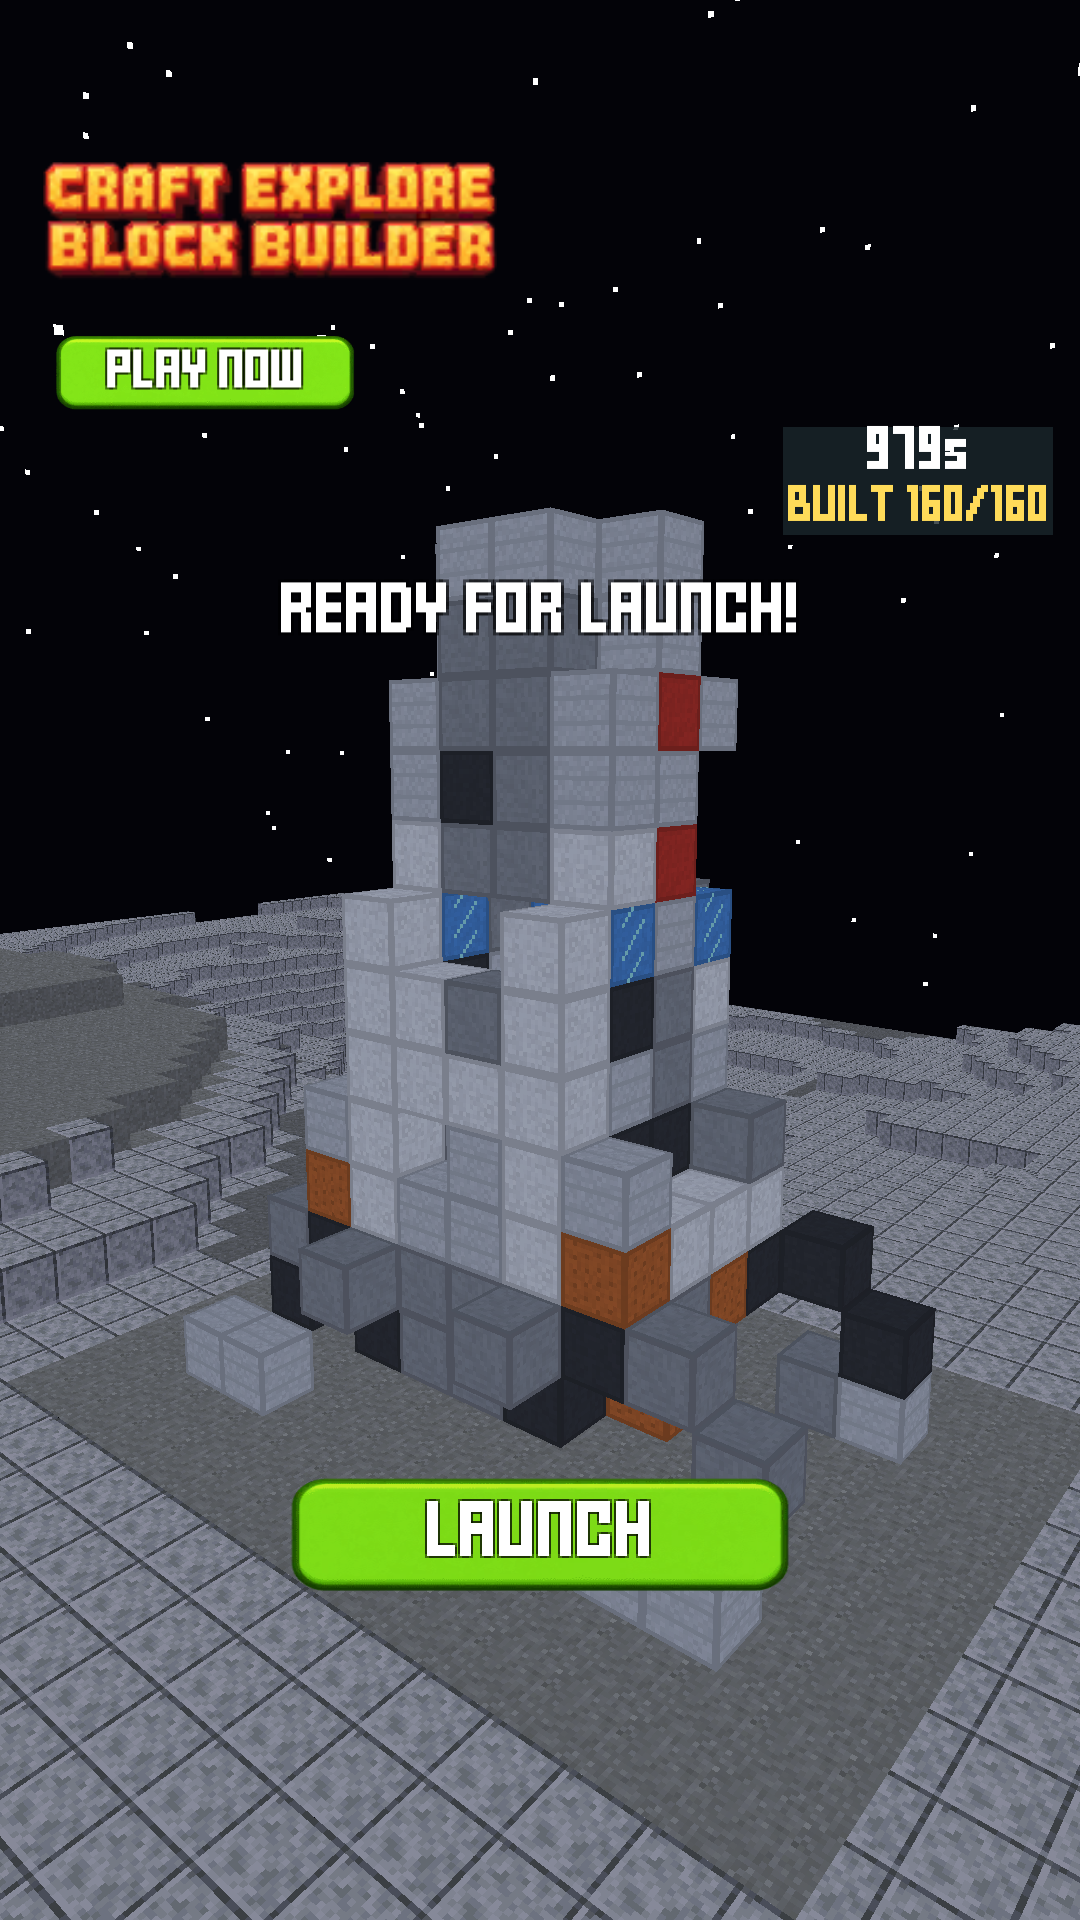 CRAFT EXPLORE
BLOCK BUILDER
PLAY NOW
979s
BUILT 160/160
READY FOR LAUNCH!
LAUNCH